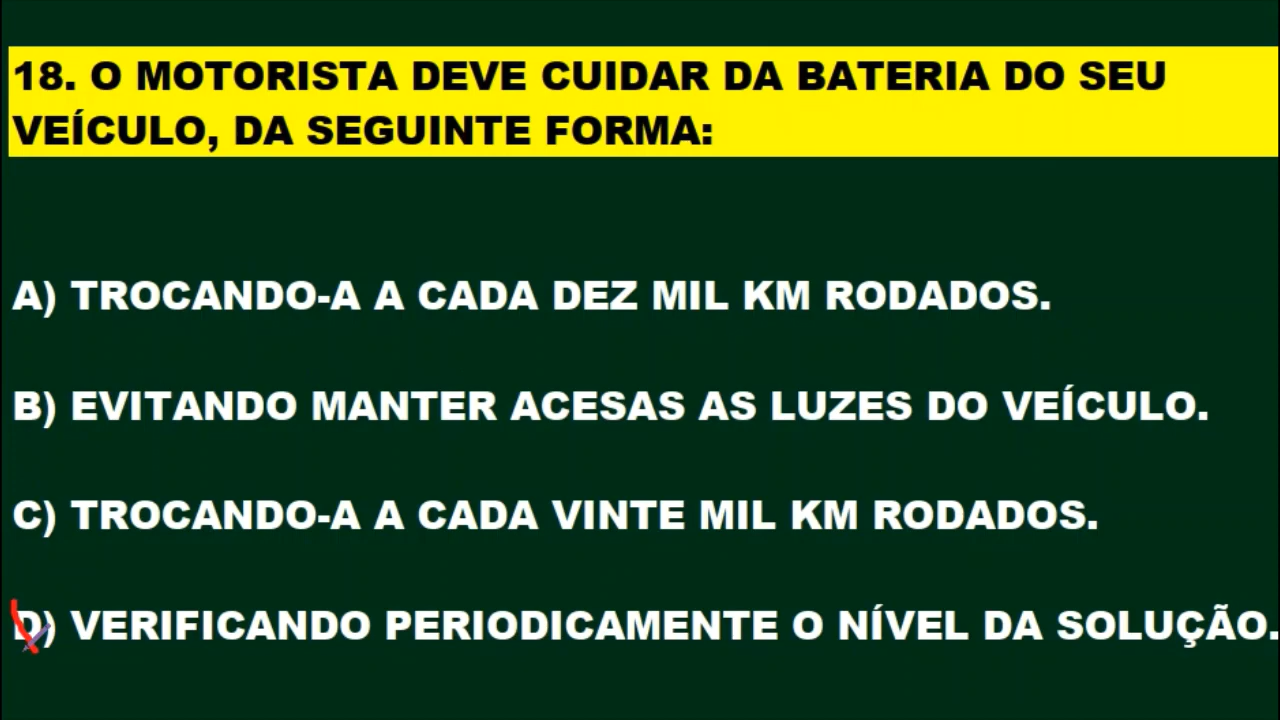 18. O MOTORISTA DEVE CUIDAR DA BATERIA DO SEU
VEÍCULO, DA SEGUINTE FORMA:
A) TROCANDO-A A CADA DEZ MIL KM RODADOS.
B) EVITANDO MANTER ACESAS AS LUZES DO VEÍCULO.
C) TROCANDO-A A CADA VINTE MIL KM RODADOS.
D) VERIFICANDO PERIODICAMENTE O NÍVEL DA SOLUÇÃO.